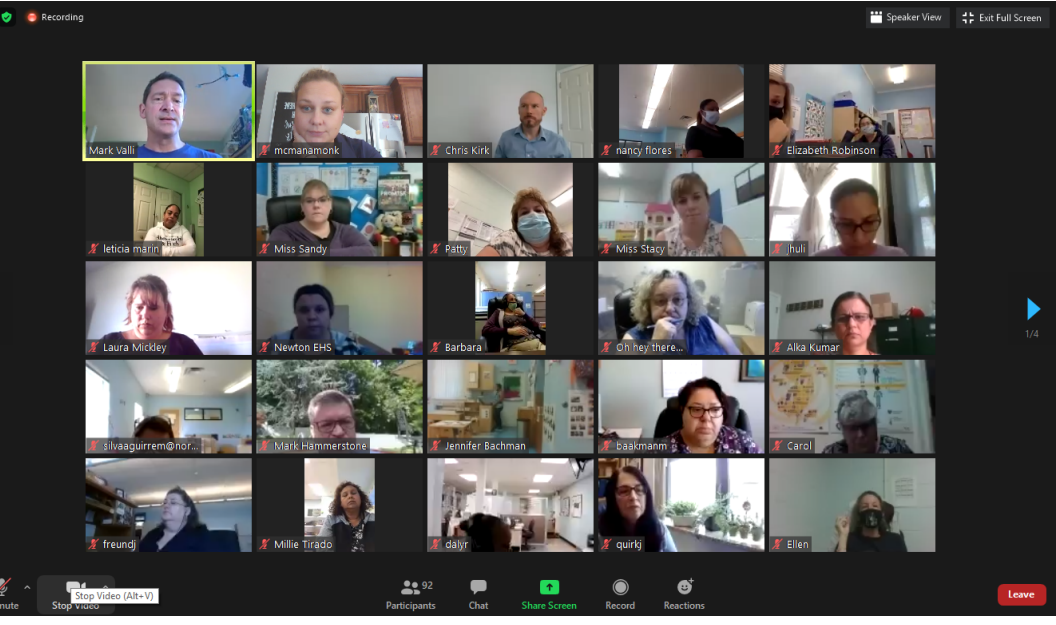 Recording
Speaker View
Exit Full Screen
Mark Valli
mcmanamonk
Chris Kirk
nancy flores
Elizabeth Robinson
leticia marin
Miss Sandy
Patty
Miss Stacy
jhuli
Laura Mickley
Newton EHS
Barbara
Oh hey there...
Alka Kumar
1/4
silvaaguirrem@nor...
Mark Hammerstone
Jennifer Bachman
baakmanm
Carol
freundj
Millie Tirado
dalyr
quirkj
Ellen
mute
Stop Video
Stop Video (Alt+V)
92
Participants
Chat
Share Screen
Record
Reactions
Leave